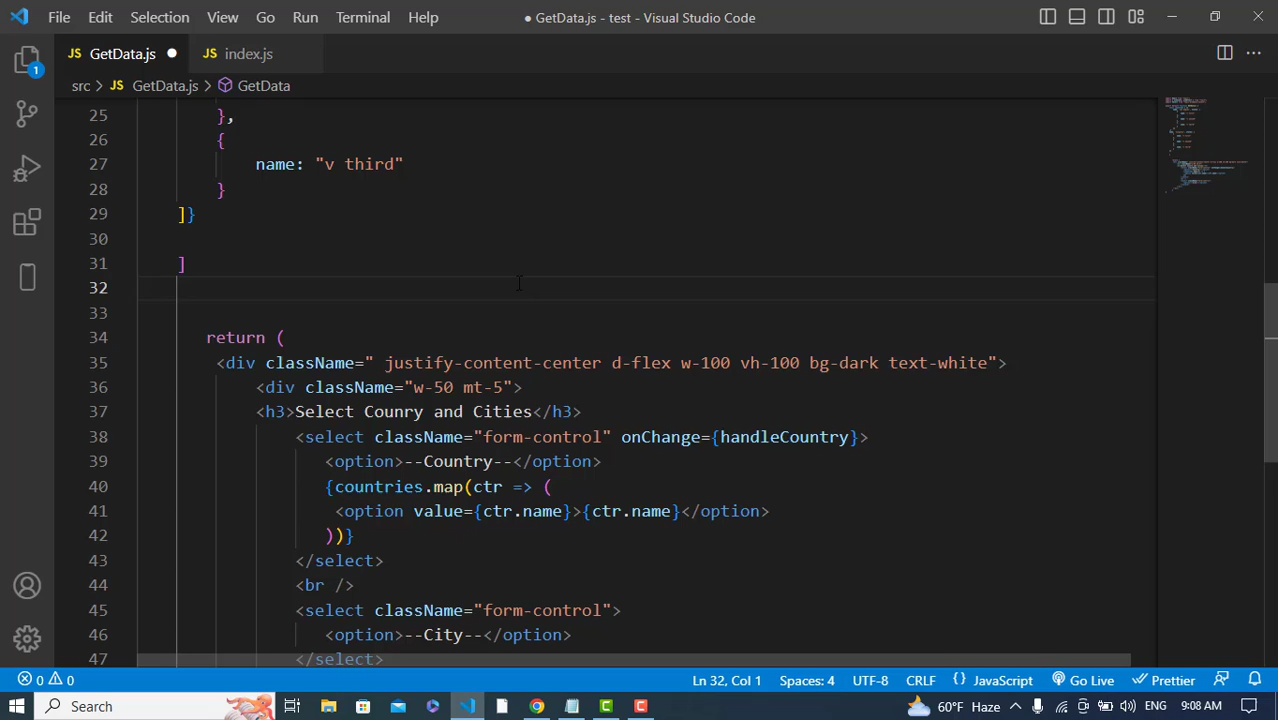 File Edit Selection View Go Run Terminal Help
● GetData.js - test - Visual Studio Code
JS GetData.js ●
JS index.js
src > JS GetData.js > GetData
25 },
26 {
27 name: "v third"
28 }
29 ]}
30
31 ]
32
33
34 return (
35 <div className=" justify-content-center d-flex w-100 vh-100 bg-dark text-white">
36 <div className="w-50 mt-5">
37 <h3>Select Counry and Cities</h3>
38 <select className="form-control" onChange={handleCountry}>
39 <option>--Country--</option>
40 {countries.map(ctr => (
41 <option value={ctr.name}>{ctr.name}</option>
42 ))}
43 </select>
44 <br />
45 <select className="form-control">
46 <option>--City--</option>
47 </select>
1
0 0 Ln 32, Col 1 Spaces: 4 UTF-8 CRLF {} JavaScript Go Live Prettier
Search 60°F Haze ENG 9:08 AM